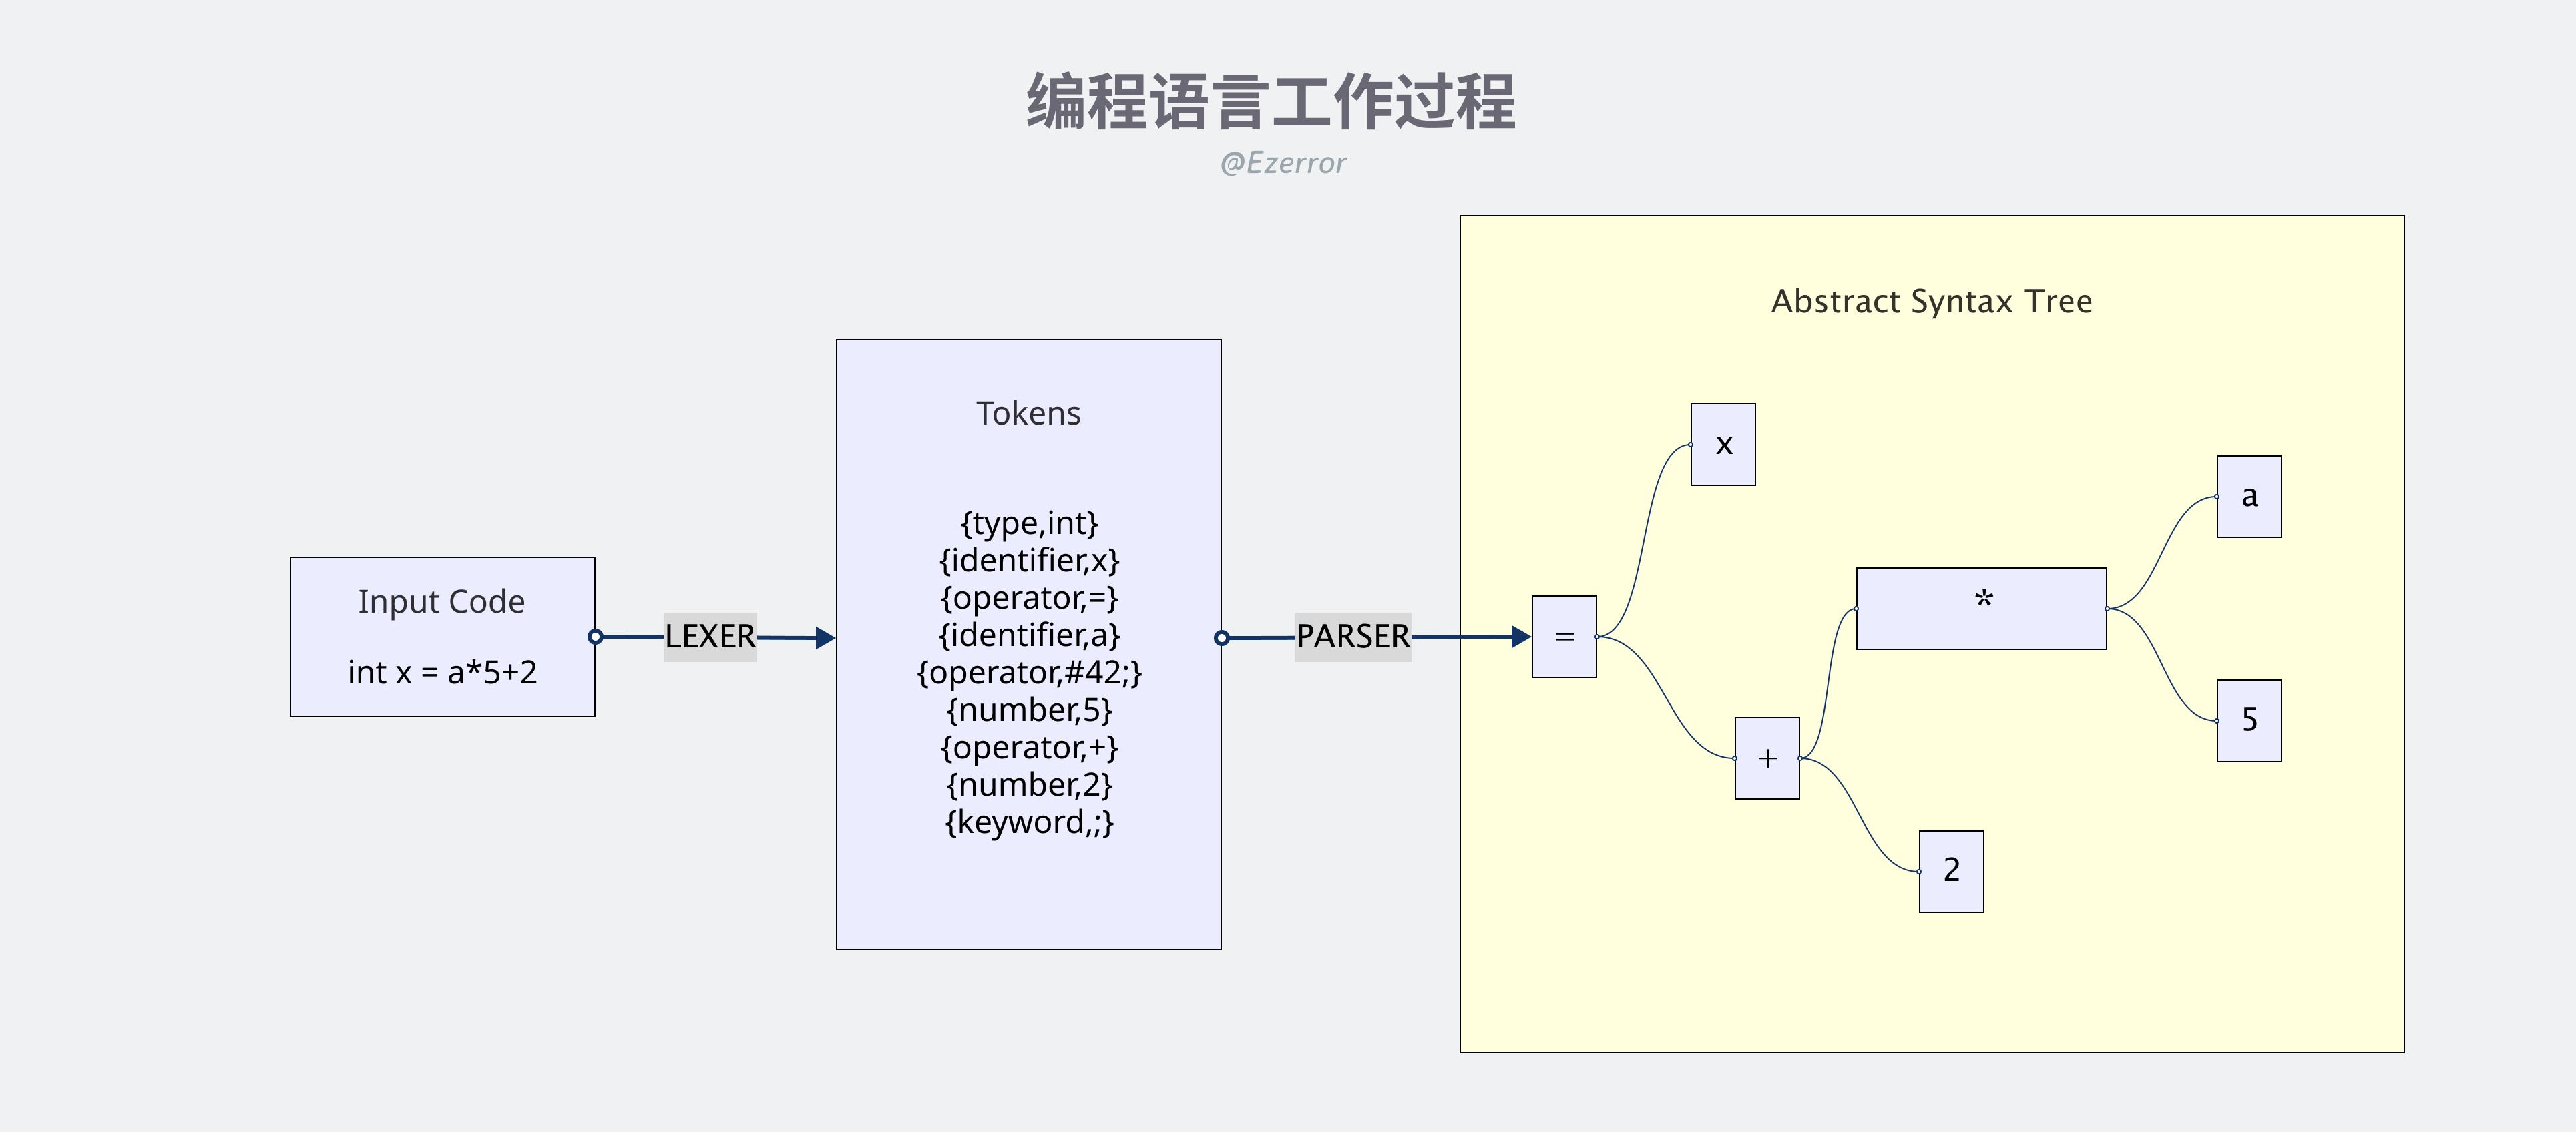 编程语言工作过程
@Ezerror
Input Code
int x = a*5+2
LEXER
Tokens
{type,int}
{identifier,x}
{operator,=}
{identifier,a}
{operator,#42;}
{number,5}
{operator,+}
{number,2}
{keyword,;}
PARSER
Abstract Syntax Tree
=
x
+
*
a
5
2